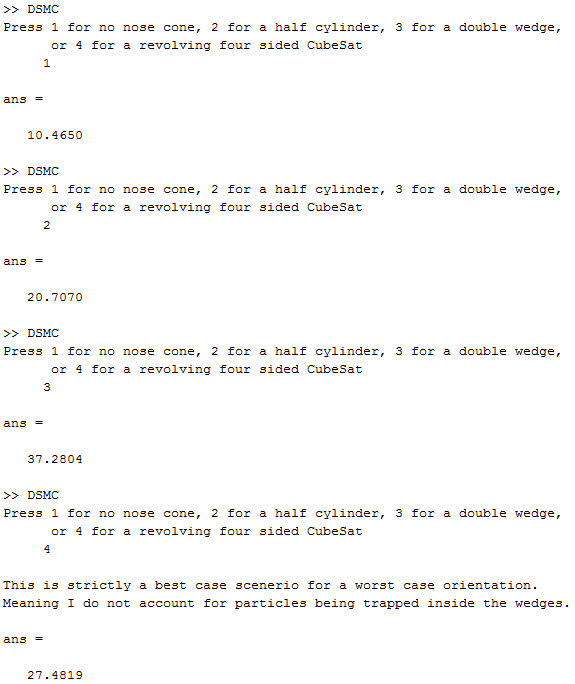 >> DSMC
Press 1 for no nose cone, 2 for a half cylinder, 3 for a double wedge,
or 4 for a revolving four sided CubeSat
1
ans =
10.4650
>> DSMC
Press 1 for no nose cone, 2 for a half cylinder, 3 for a double wedge,
or 4 for a revolving four sided CubeSat
2
ans =
20.7070
>> DSMC
Press 1 for no nose cone, 2 for a half cylinder, 3 for a double wedge,
or 4 for a revolving four sided CubeSat
3
ans =
37.2804
>> DSMC
Press 1 for no nose cone, 2 for a half cylinder, 3 for a double wedge,
or 4 for a revolving four sided CubeSat
4
This is strictly a best case scenerio for a worst case orientation.
Meaning I do not account for particles being trapped inside the wedges.
ans =
27.4819